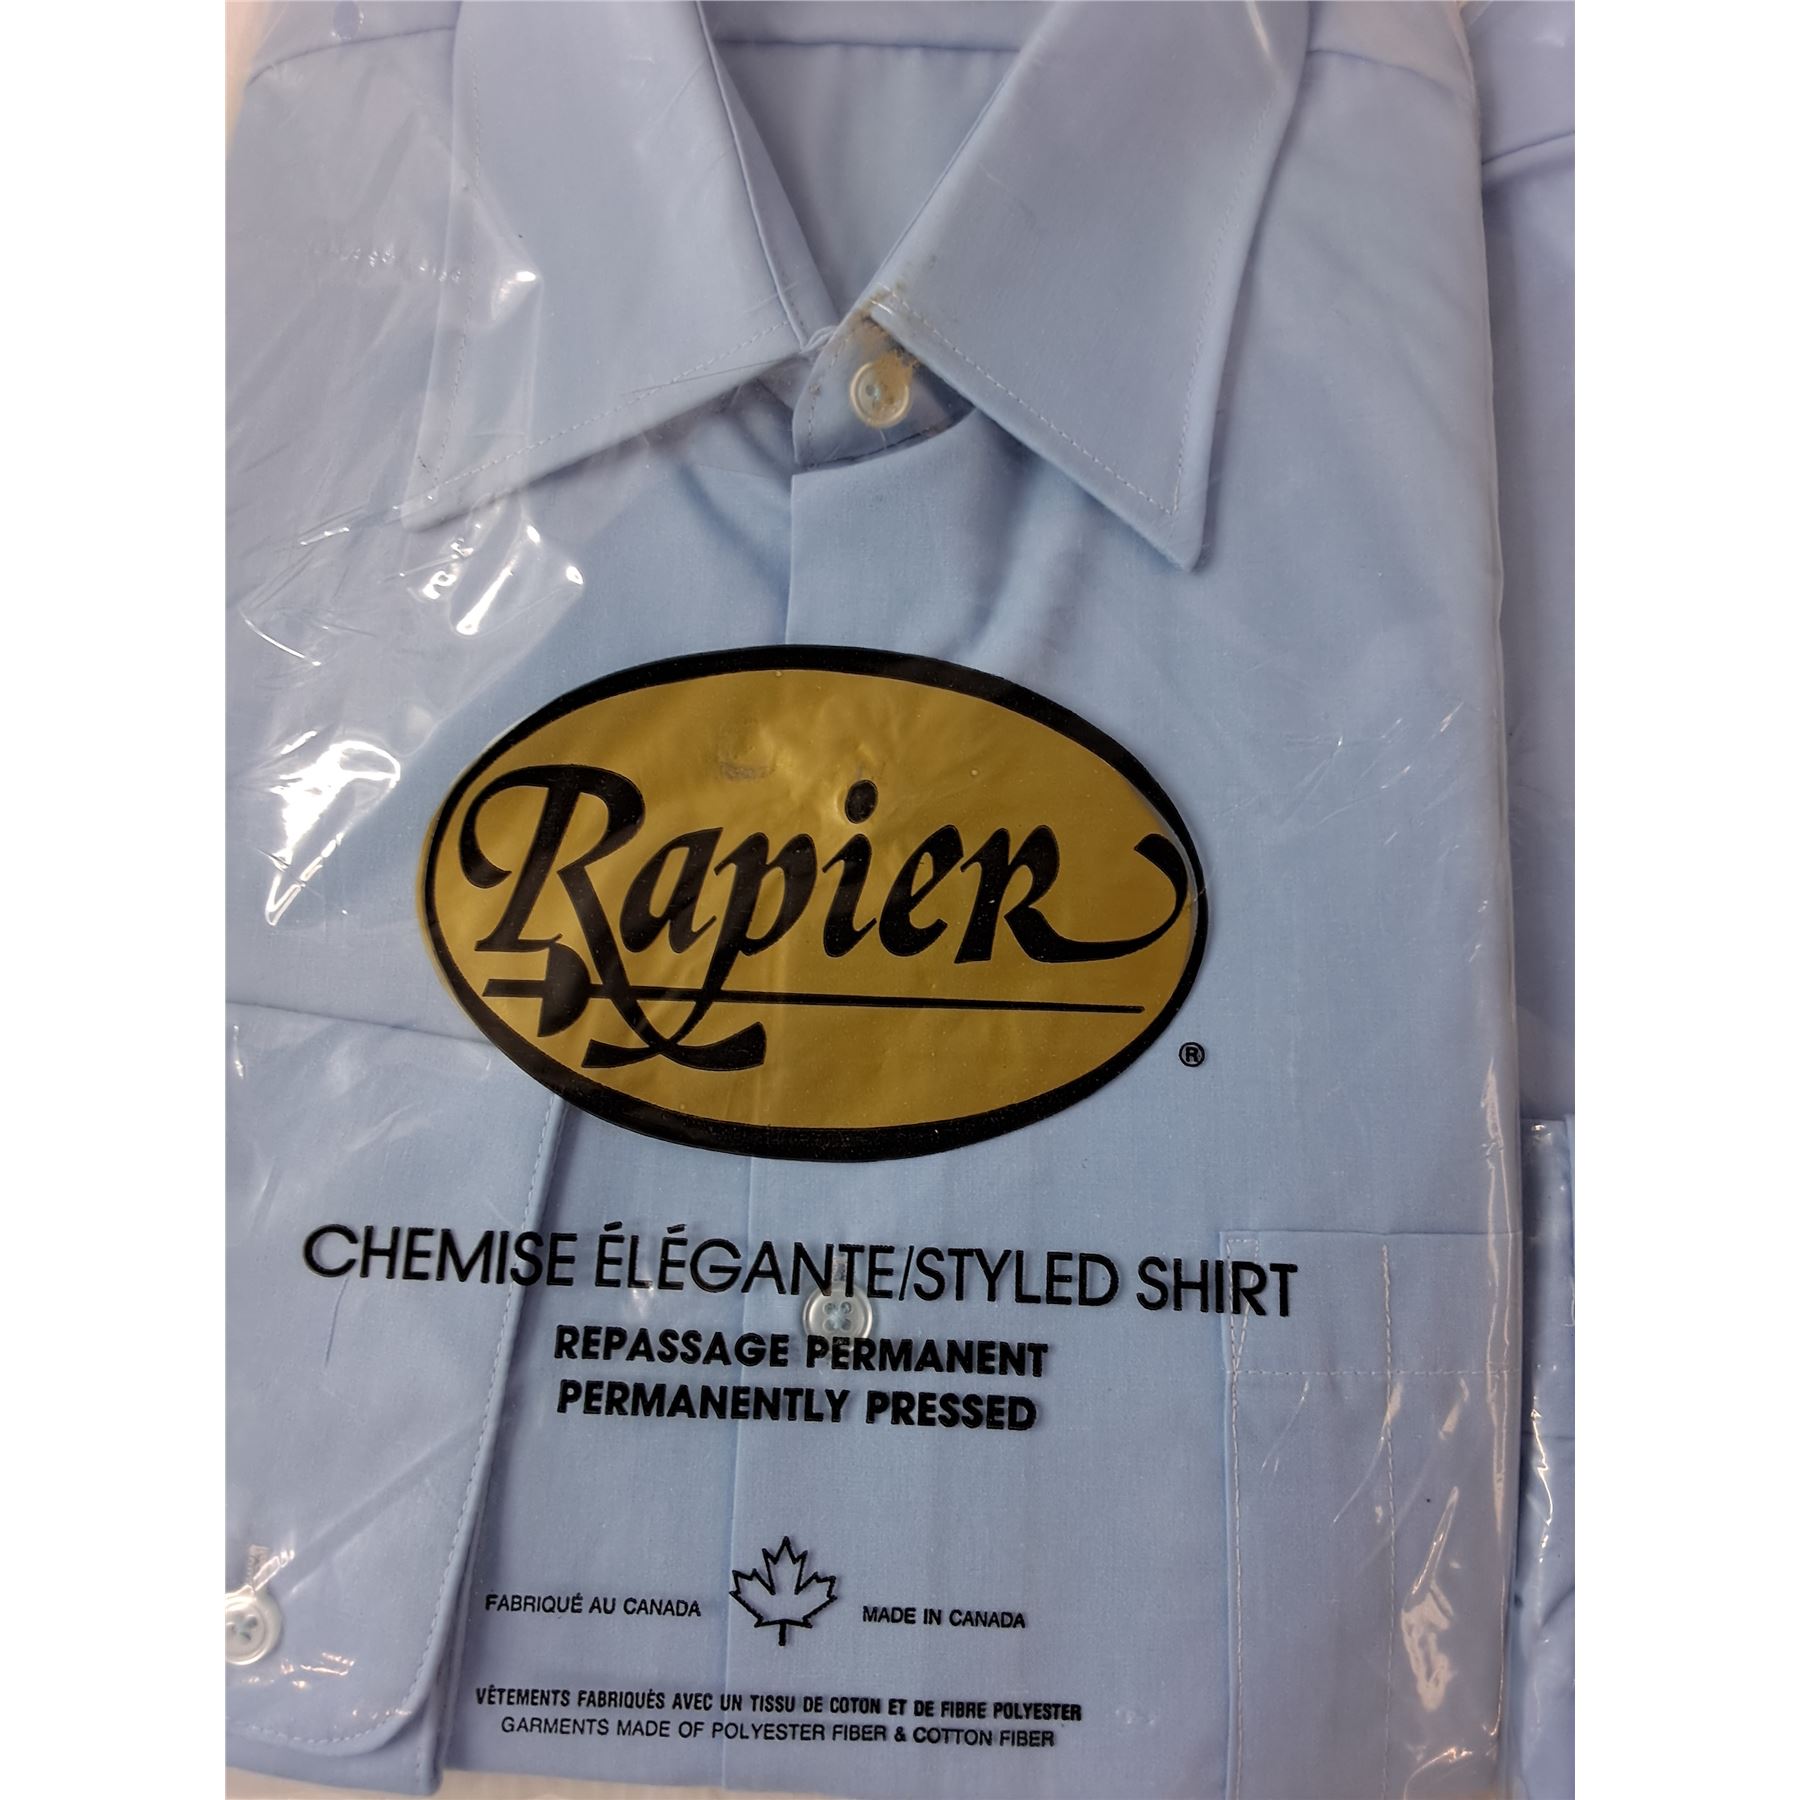 Rapier
®
CHEMISE ÉLÉGANTE/STYLED SHIRT
REPASSAGE PERMANENT
PERMANENTLY PRESSED
FABRIQUÉ AU CANADA MADE IN CANADA
VÊTEMENTS FABRIQUÉS AVEC UN TISSU DE COTON ET DE FIBRE POLYESTER
GARMENTS MADE OF POLYESTER FIBER & COTTON FIBER